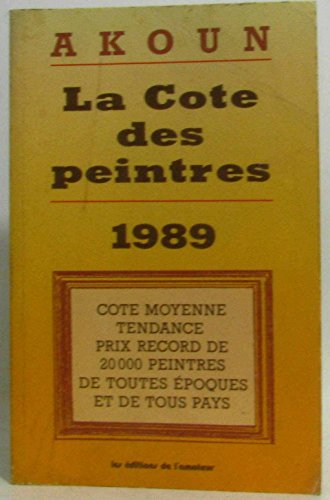 AKOUN
La Cote
des
peintres
1989
COTE MOYENNE
TENDANCE
PRIX RECORD DE
20000 PEINTRES
DE TOUTES ÉPOQUES
ET DE TOUS PAYS
les éditions de l'amateur